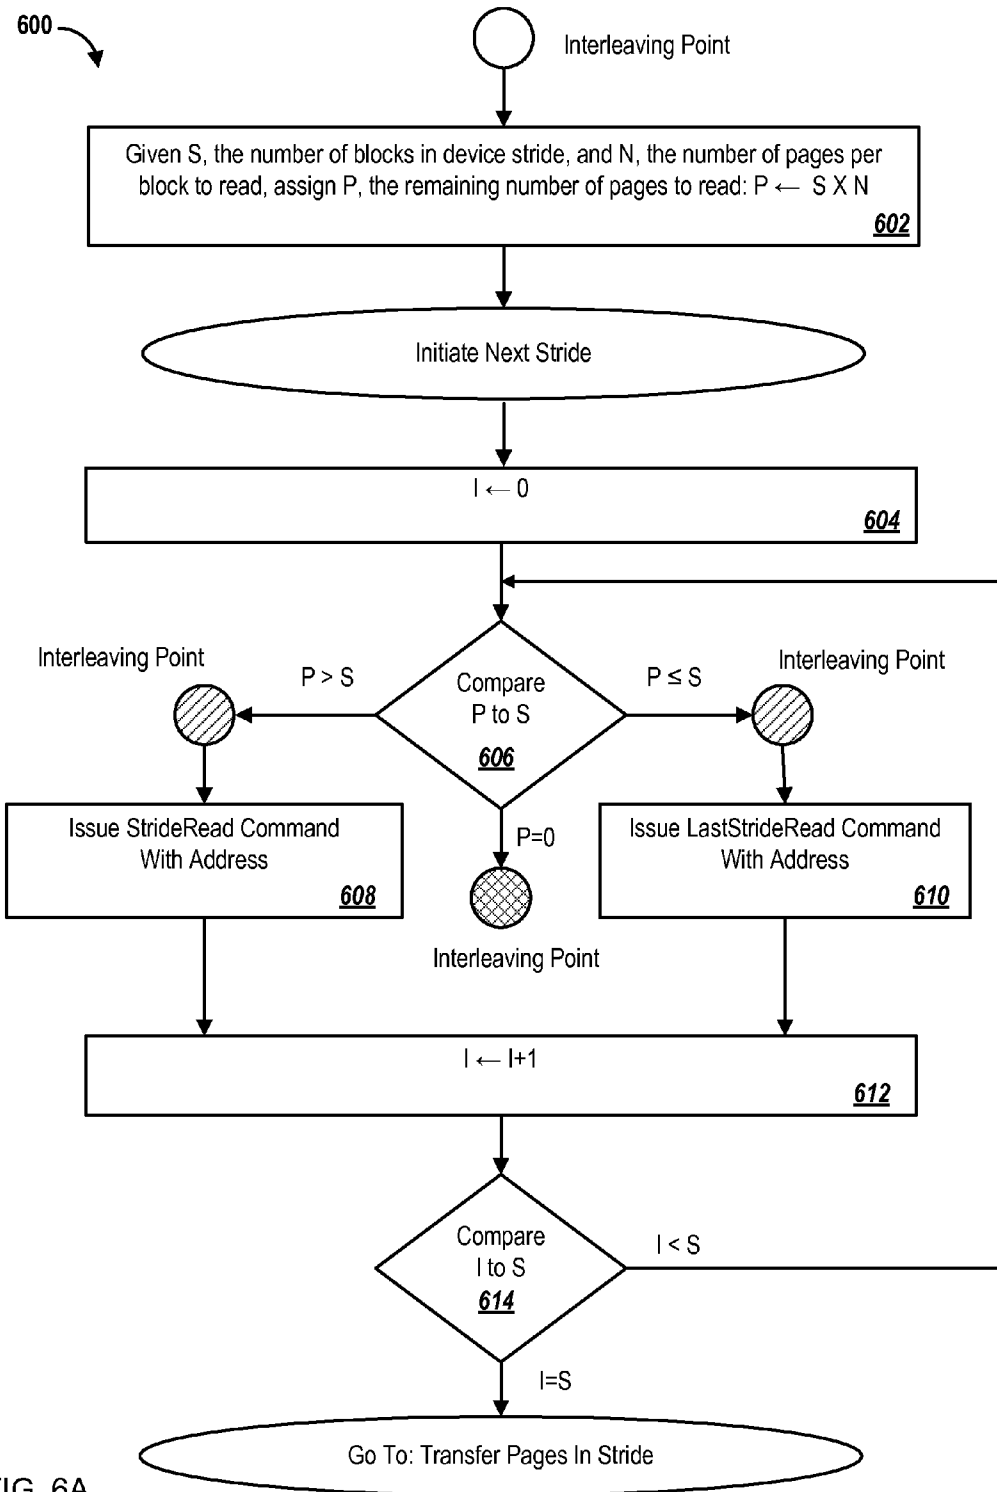 600
Interleaving Point
Given S, the number of blocks in device stride, and N, the number of pages per
block to read, assign P, the remaining number of pages to read: P ← S X N
602
Initiate Next Stride
I ← 0
604
Interleaving Point
P > S
Compare
P to S
606
P ≤ S
Interleaving Point
Issue StrideRead Command
With Address
608
P=0
Interleaving Point
Issue LastStrideRead Command
With Address
610
I ← I+1
612
Compare
I to S
614
I < S
I=S
Go To: Transfer Pages In Stride
FIG. 6A